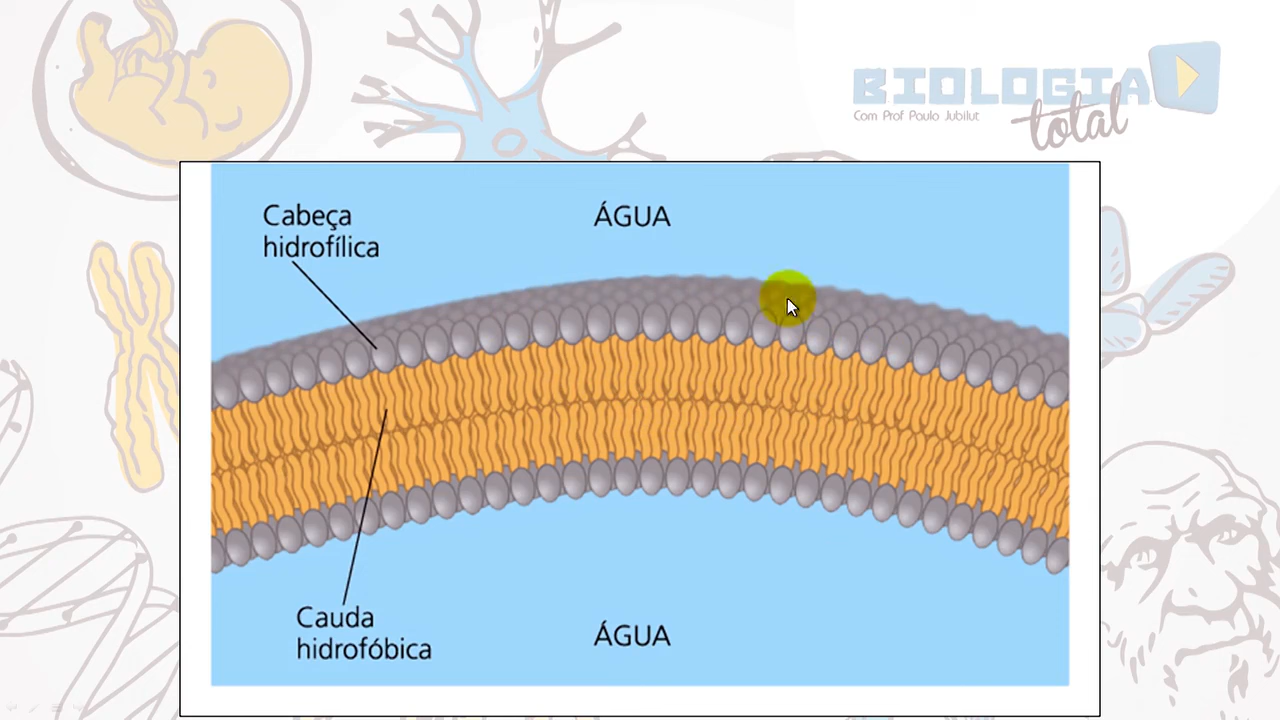 BIOLOGIA
Com Prof Paulo Jubilut
total
Cabeça
hidrofílica
ÁGUA
Cauda
hidrofóbica
ÁGUA